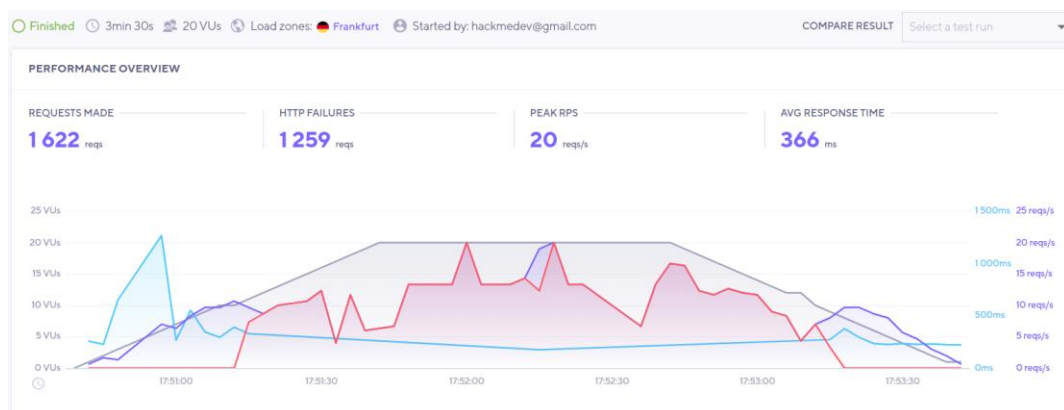 Finished 3min 30s 20 VUs Load zones: Frankfurt Started by: hackmedev@gmail.com COMPARE RESULT Select a test run
PERFORMANCE OVERVIEW
REQUESTS MADE HTTP FAILURES PEAK RPS AVG RESPONSE TIME
1 622 reqs 1 259 reqs 20 reqs/s 366 ms
25 VUs 1 500ms 25 reqs/s
20 VUs 20 reqs/s
1 000ms
15 VUs 15 reqs/s
10 VUs 10 reqs/s
500ms
5 VUs 5 reqs/s
0 VUs 0ms 0 reqs/s
17:51:00 17:51:30 17:52:00 17:52:30 17:53:00 17:53:30